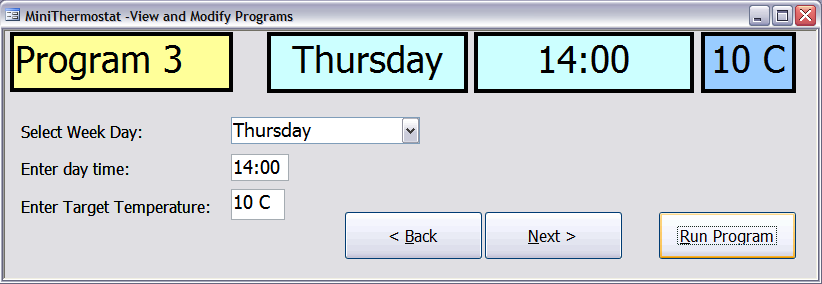 MiniThermostat -View and Modify Programs
Program 3 Thursday 14:00 10 C
Select Week Day: Thursday
Enter day time: 14:00
Enter Target Temperature: 10 C
< Back Next > Run Program